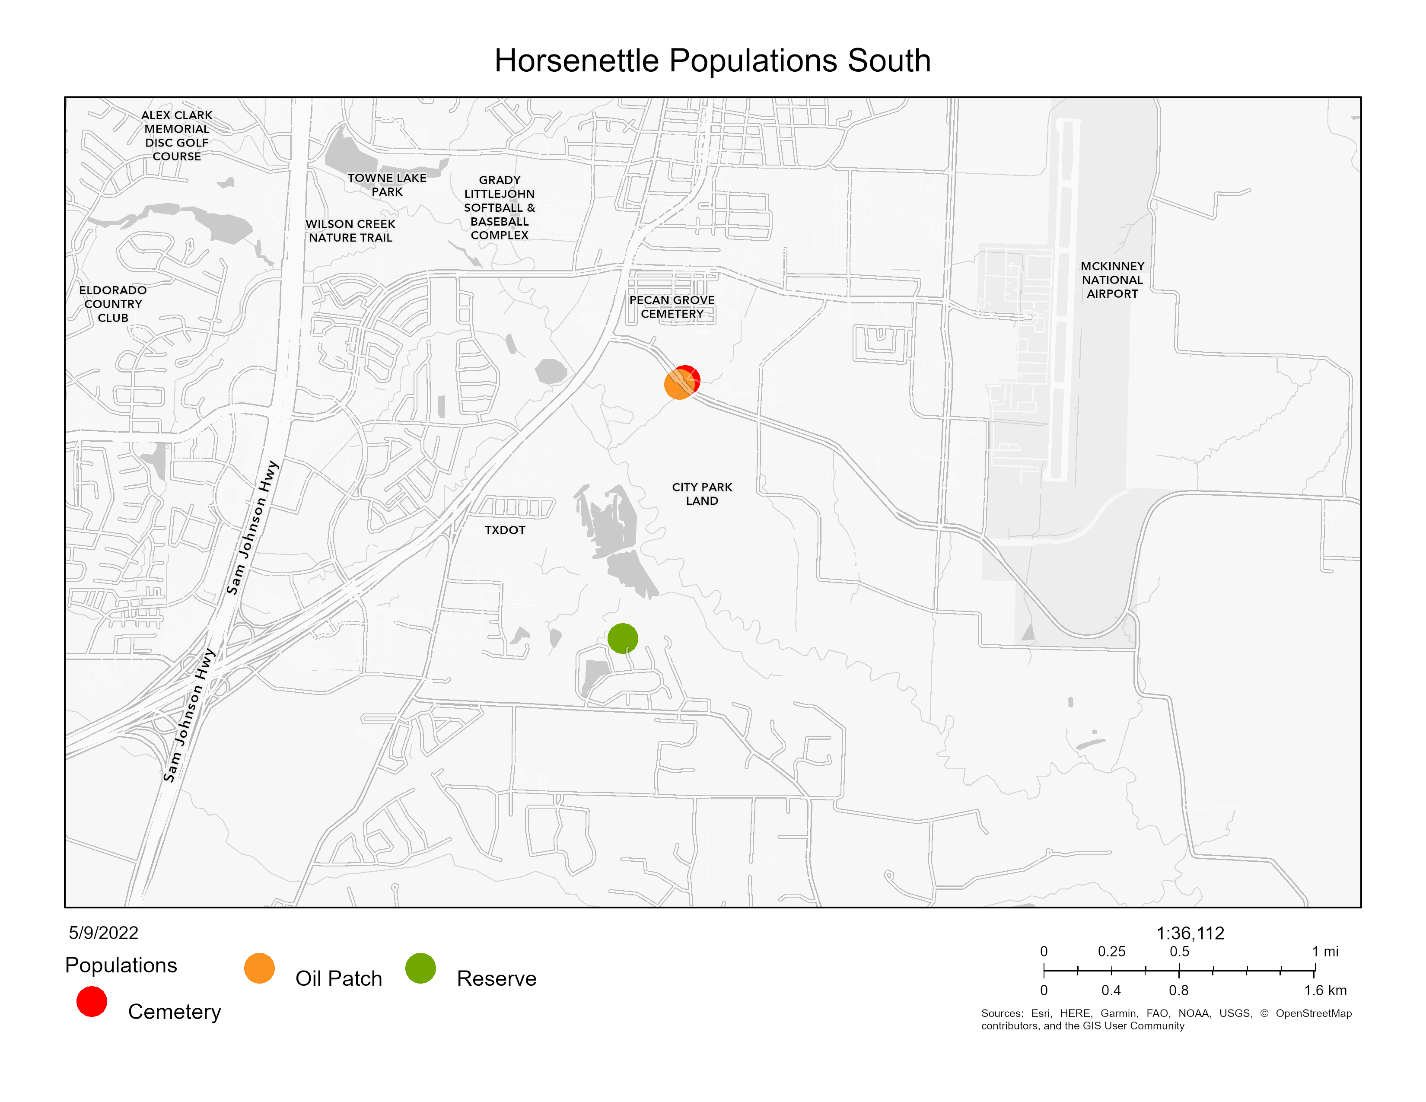 Horsenettle Populations South
ALEX CLARK
MEMORIAL
DISC GOLF
COURSE
TOWNE LAKE
PARK
GRADY
LITTLEJOHN
SOFTBALL &
BASEBALL
COMPLEX
WILSON CREEK
NATURE TRAIL
ELDORADO
COUNTRY
CLUB
PECAN GROVE
CEMETERY
MCKINNEY
NATIONAL
AIRPORT
CITY PARK
LAND
TXDOT
Sam Johnson Hwy
Sam Johnson Hwy
5/9/2022
Populations
Cemetery
Oil Patch
Reserve
1:36,112
0 0.25 0.5 1 mi
0 0.4 0.8 1.6 km
Sources: Esri, HERE, Garmin, FAO, NOAA, USGS, © OpenStreetMap
contributors, and the GIS User Community